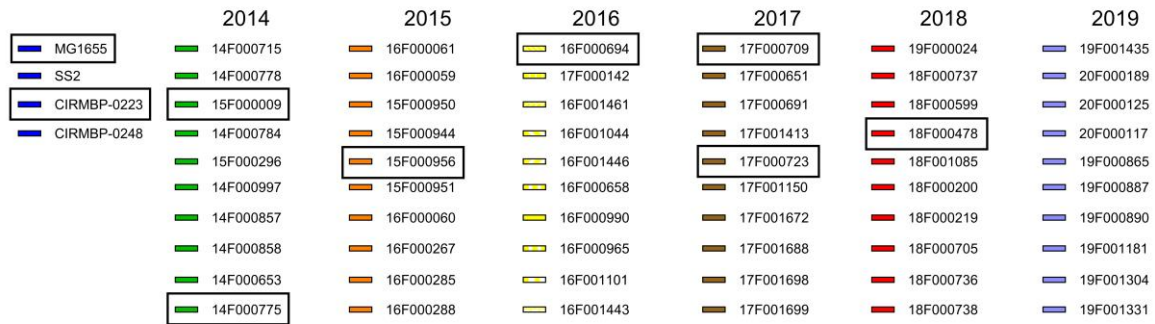 2014 2015 2016 2017 2018 2019
MG1655 14F000715 16F000061 16F000694 17F000709 19F000024 19F001435
SS2 14F000778 16F000059 17F000142 17F000651 18F000737 20F000189
CIRMBP-0223 15F000009 15F000950 16F001461 17F000691 18F000599 20F000125
CIRMBP-0248 14F000784 15F000944 16F001044 17F001413 18F000478 20F000117
15F000296 15F000956 16F001446 17F000723 18F001085 19F000865
14F000997 15F000951 16F000658 17F001150 18F000200 19F000887
14F000857 16F000060 16F000990 17F001672 18F000219 19F000890
14F000858 16F000267 16F000965 17F001688 18F000705 19F001181
14F000653 16F000285 16F001101 17F001698 18F000736 19F001304
14F000775 16F000288 16F001443 17F001699 18F000738 19F001331